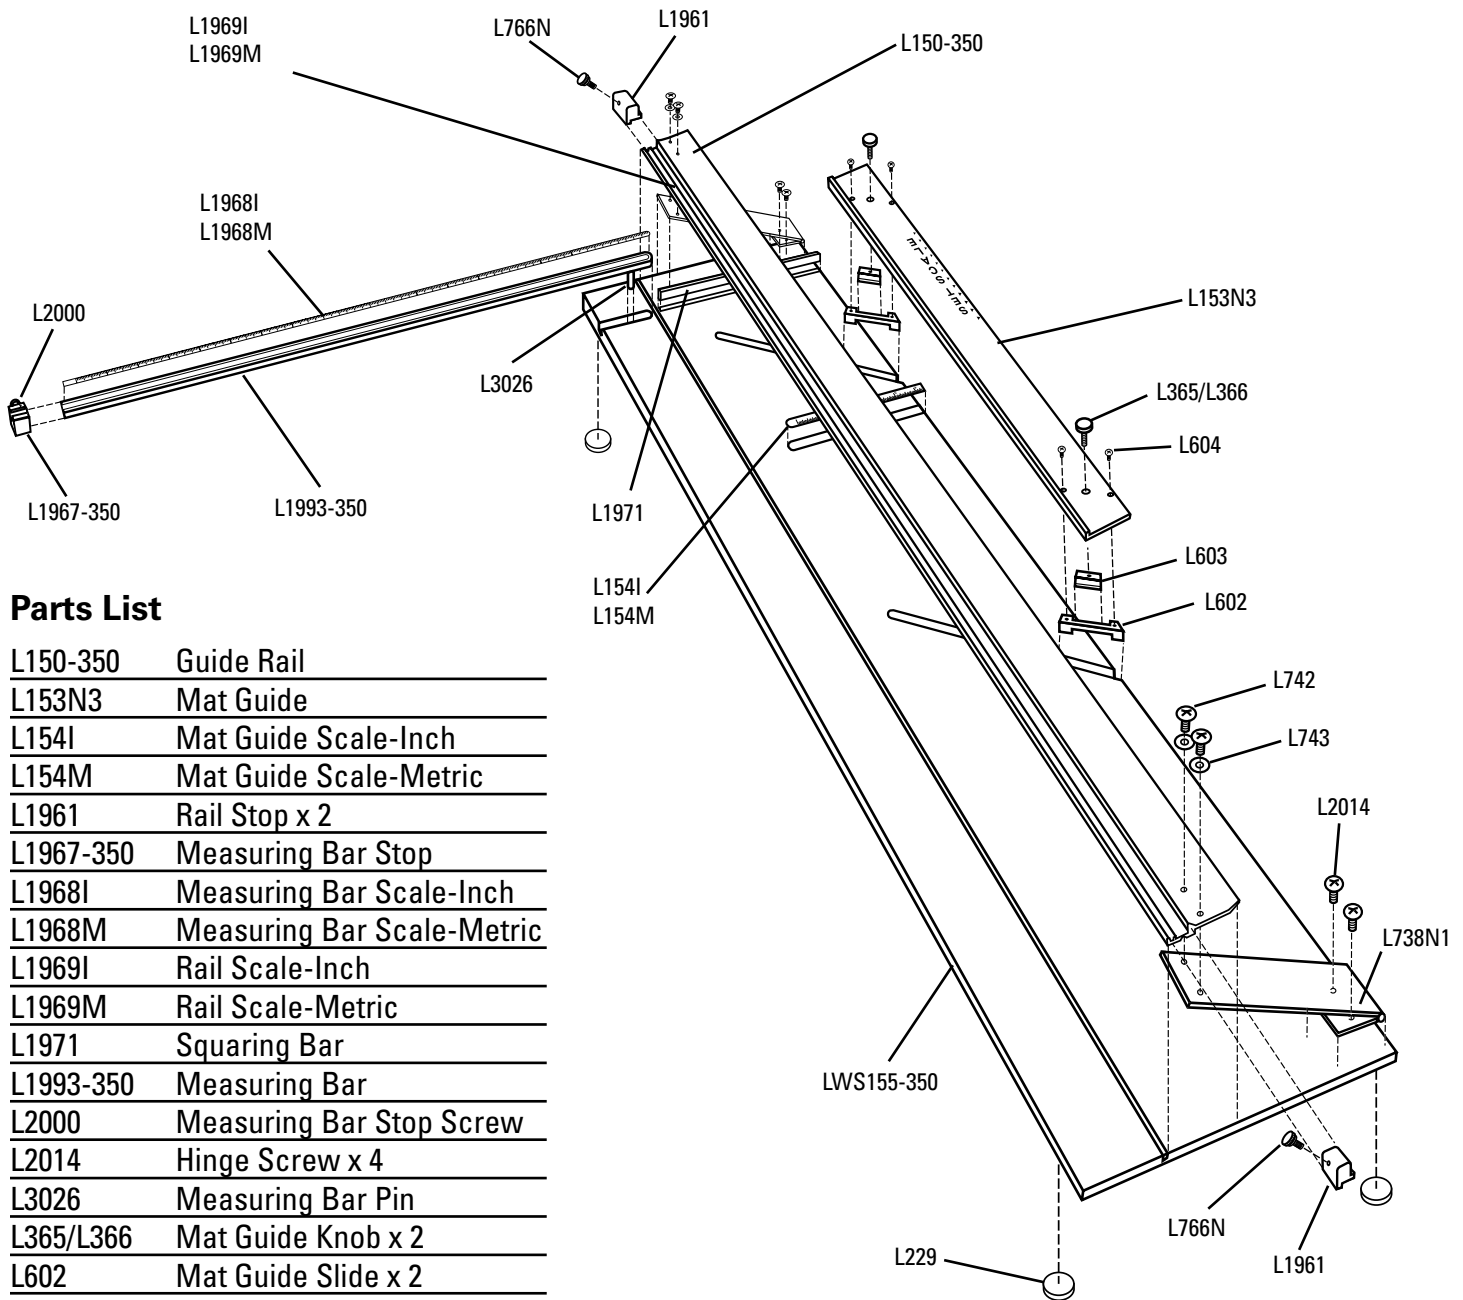 L1969I
L1969M
L766N
L1961
L150-350
L1968I
L1968M
L2000
L153N3
SET SCALE
L3026
L365/L366
L604
L1967-350
L1993-350
L1971
L603
L154I
L154M
L602
Parts List
L150-350 Guide Rail
L153N3 Mat Guide
L154I Mat Guide Scale-Inch
L154M Mat Guide Scale-Metric
L1961 Rail Stop x 2
L1967-350 Measuring Bar Stop
L1968I Measuring Bar Scale-Inch
L1968M Measuring Bar Scale-Metric
L1969I Rail Scale-Inch
L1969M Rail Scale-Metric
L1971 Squaring Bar
L1993-350 Measuring Bar
L2000 Measuring Bar Stop Screw
L2014 Hinge Screw x 4
L3026 Measuring Bar Pin
L365/L366 Mat Guide Knob x 2
L602 Mat Guide Slide x 2
L742
L743
L2014
L738N1
LWS155-350
L766N
L1961
L229